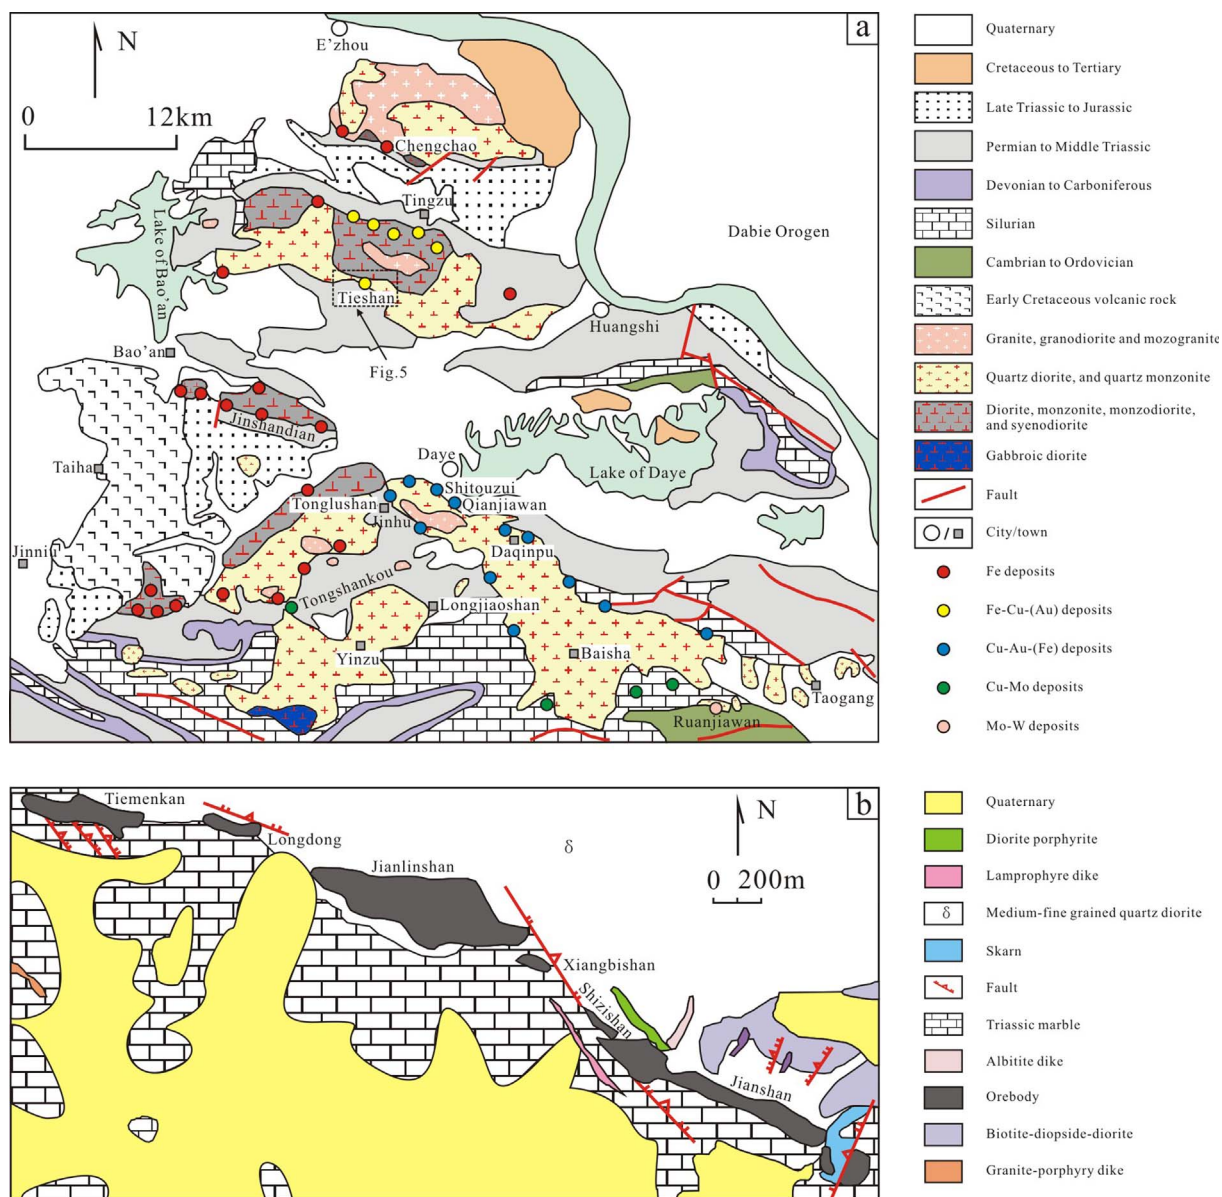 a
E’zhou
N
0 12km
Chengchao
Tingzu
Lake of Bao’an
Dabie Orogen
Tieshan
Huangshi
Bao’an
Fig.5
Jinshandian
Taiha
Daye
Lake of Daye
Shitouzui
Tonglushan
Qianjiawan
Jinhu
Jinniu
Daqinpu
Tongshankou
Longjiaoshan
Yinzu
Baisha
Taogang
Ruanjiawan
Quaternary
Cretaceous to Tertiary
Late Triassic to Jurassic
Permian to Middle Triassic
Devonian to Carboniferous
Silurian
Cambrian to Ordovician
Early Cretaceous volcanic rock
Granite, granodiorite and mozogranite
Quartz diorite, and quartz monzonite
Diorite, monzonite, monzodiorite,
and syenodiorite
Gabbroic diorite
Fault
/ City/town
Fe deposits
Fe-Cu-(Au) deposits
Cu-Au-(Fe) deposits
Cu-Mo deposits
Mo-W deposits
b
Tiemenkan
N
Longdong
δ
Jianlinshan
0 200m
Xiangbishan
Shizishan
Jianshan
Quaternary
Diorite porphyrite
Lamprophyre dike
δ Medium-fine grained quartz diorite
Skarn
Fault
Triassic marble
Albitite dike
Orebody
Biotite-diopside-diorite
Granite-porphyry dike